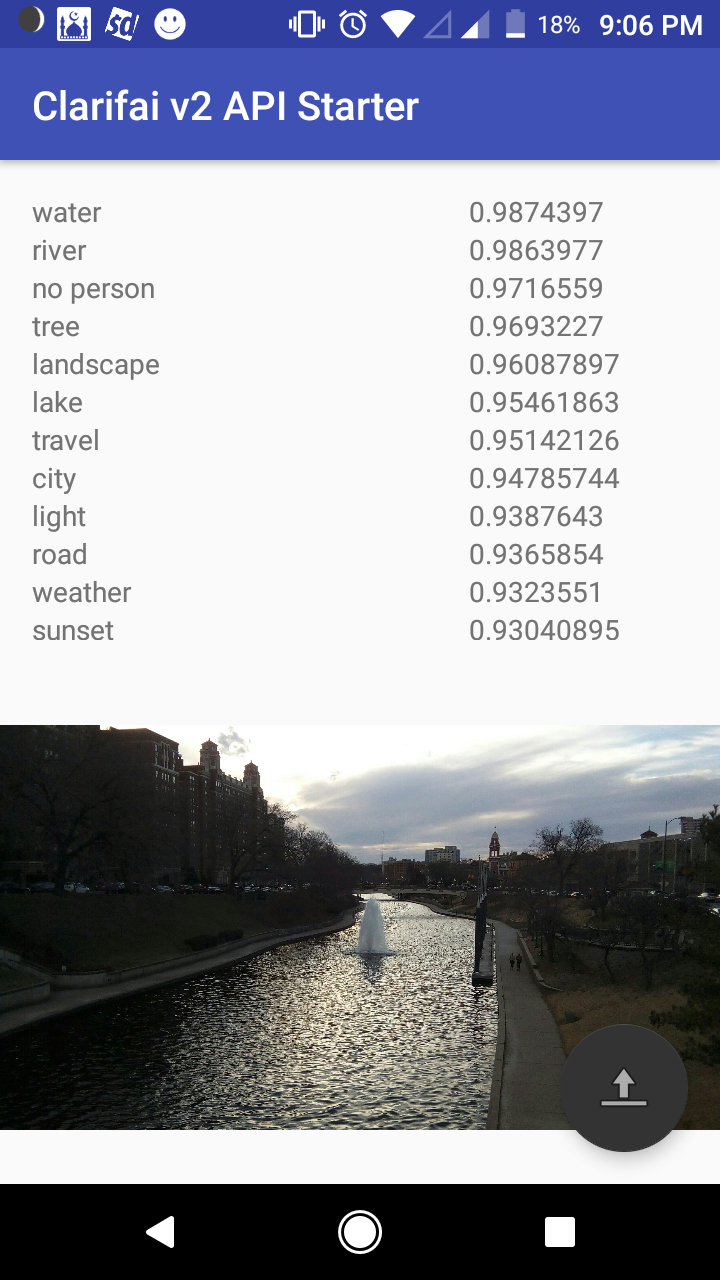 sd
18%
9:06 PM
Clarifai v2 API Starter
water 0.9874397
river 0.9863977
no person 0.9716559
tree 0.9693227
landscape 0.96087897
lake 0.95461863
travel 0.95142126
city 0.94785744
light 0.9387643
road 0.9365854
weather 0.9323551
sunset 0.93040895